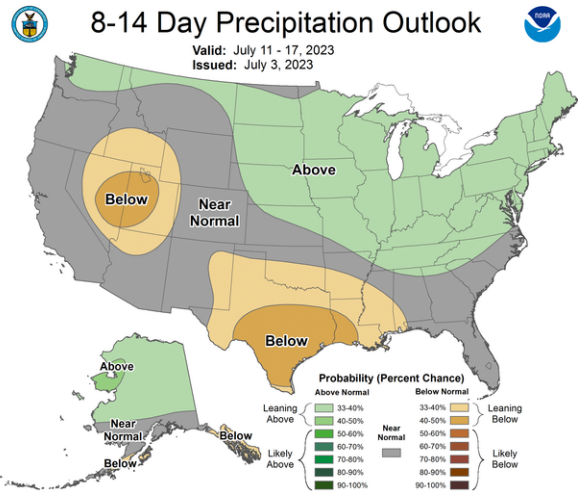 8-14 Day Precipitation Outlook
NOAA
Valid: July 11 - 17, 2023
Issued: July 3, 2023
Above
Below
Near
Normal
Below
Above
Near
Normal
Below
Below
Probability (Percent Chance)
Above Normal
Below Normal
Leaning
Above
33-40%
40-50%
Likely
Above
50-60%
60-70%
70-80%
80-90%
90-100%
Near
Normal
33-40%
40-50%
Leaning
Below
50-60%
60-70%
70-80%
80-90%
90-100%
Likely
Below